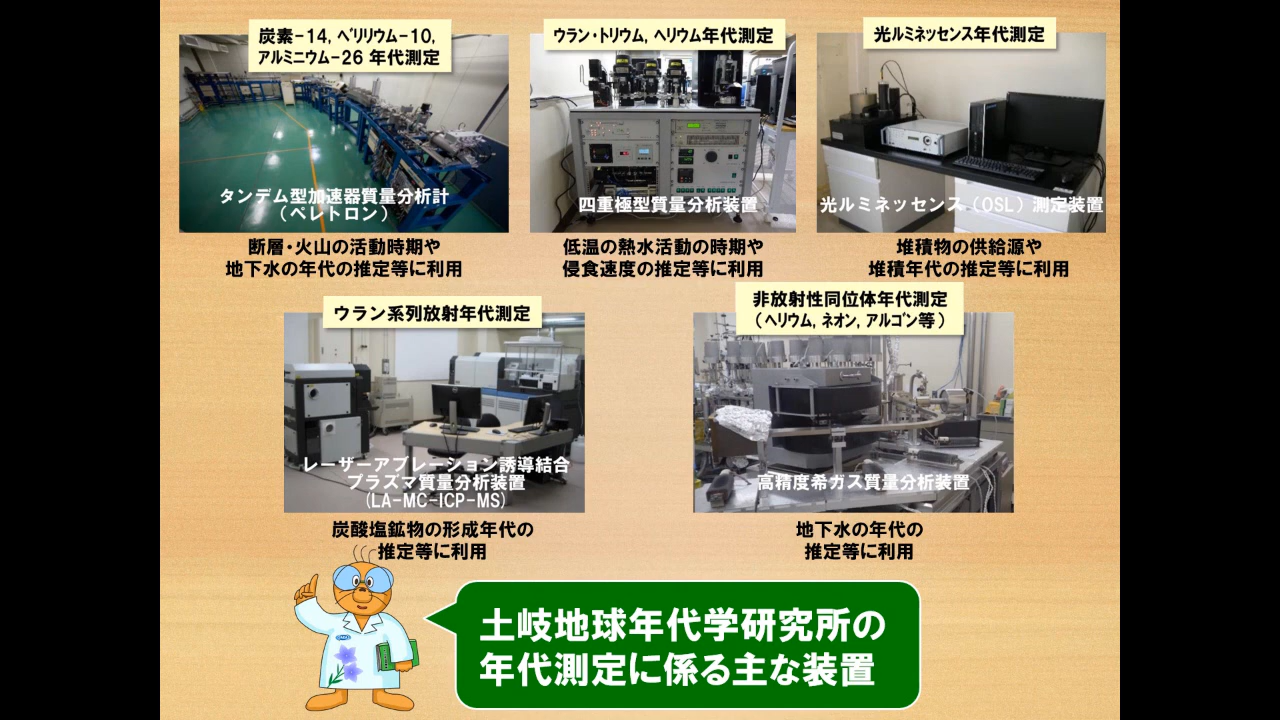 炭素-14, ベリリウム-10,
アルミニウム-26 年代測定
タンデム型加速器質量分析計
（ペレトロン）
断層・火山の活動時期や
地下水の年代の推定等に利用
ウラン・トリウム, ヘリウム年代測定
四重極型質量分析装置
低温の熱水活動の時期や
侵食速度の推定等に利用
光ルミネッセンス年代測定
光ルミネッセンス（OSL）測定装置
堆積物の供給源や
堆積年代の推定等に利用
ウラン系列放射年代測定
レーザーアブレーション誘導結合
プラズマ質量分析装置
(LA-MC-ICP-MS)
炭酸塩鉱物の形成年代の
推定等に利用
非放射性同位体年代測定
（ヘリウム, ネオン, アルゴン等）
高精度希ガス質量分析装置
地下水の年代の
推定等に利用
土岐地球年代学研究所の
年代測定に係る主な装置